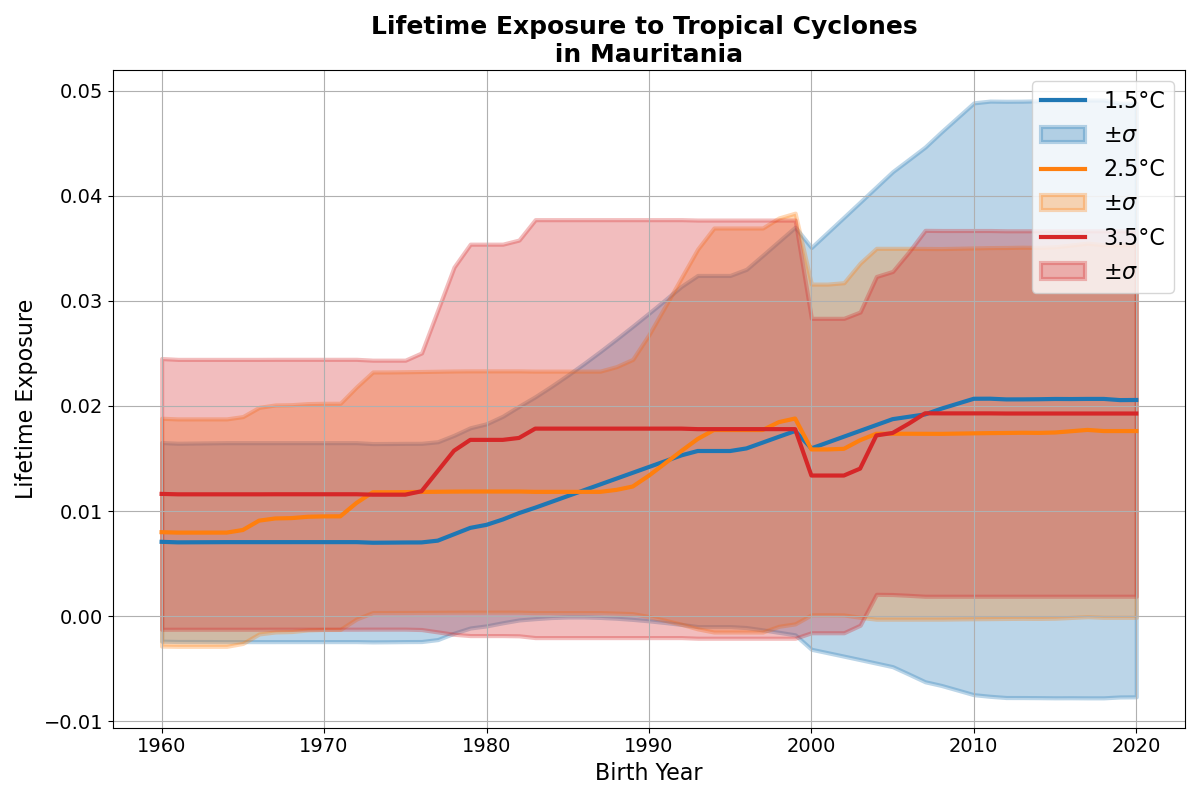 Lifetime Exposure to Tropical Cyclones
in Mauritania
Lifetime Exposure
0.05
0.04
0.03
0.02
0.01
0.00
−0.01
1960
1970
1980
1990
2000
2010
2020
Birth Year
1.5°C
±σ
2.5°C
±σ
3.5°C
±σ